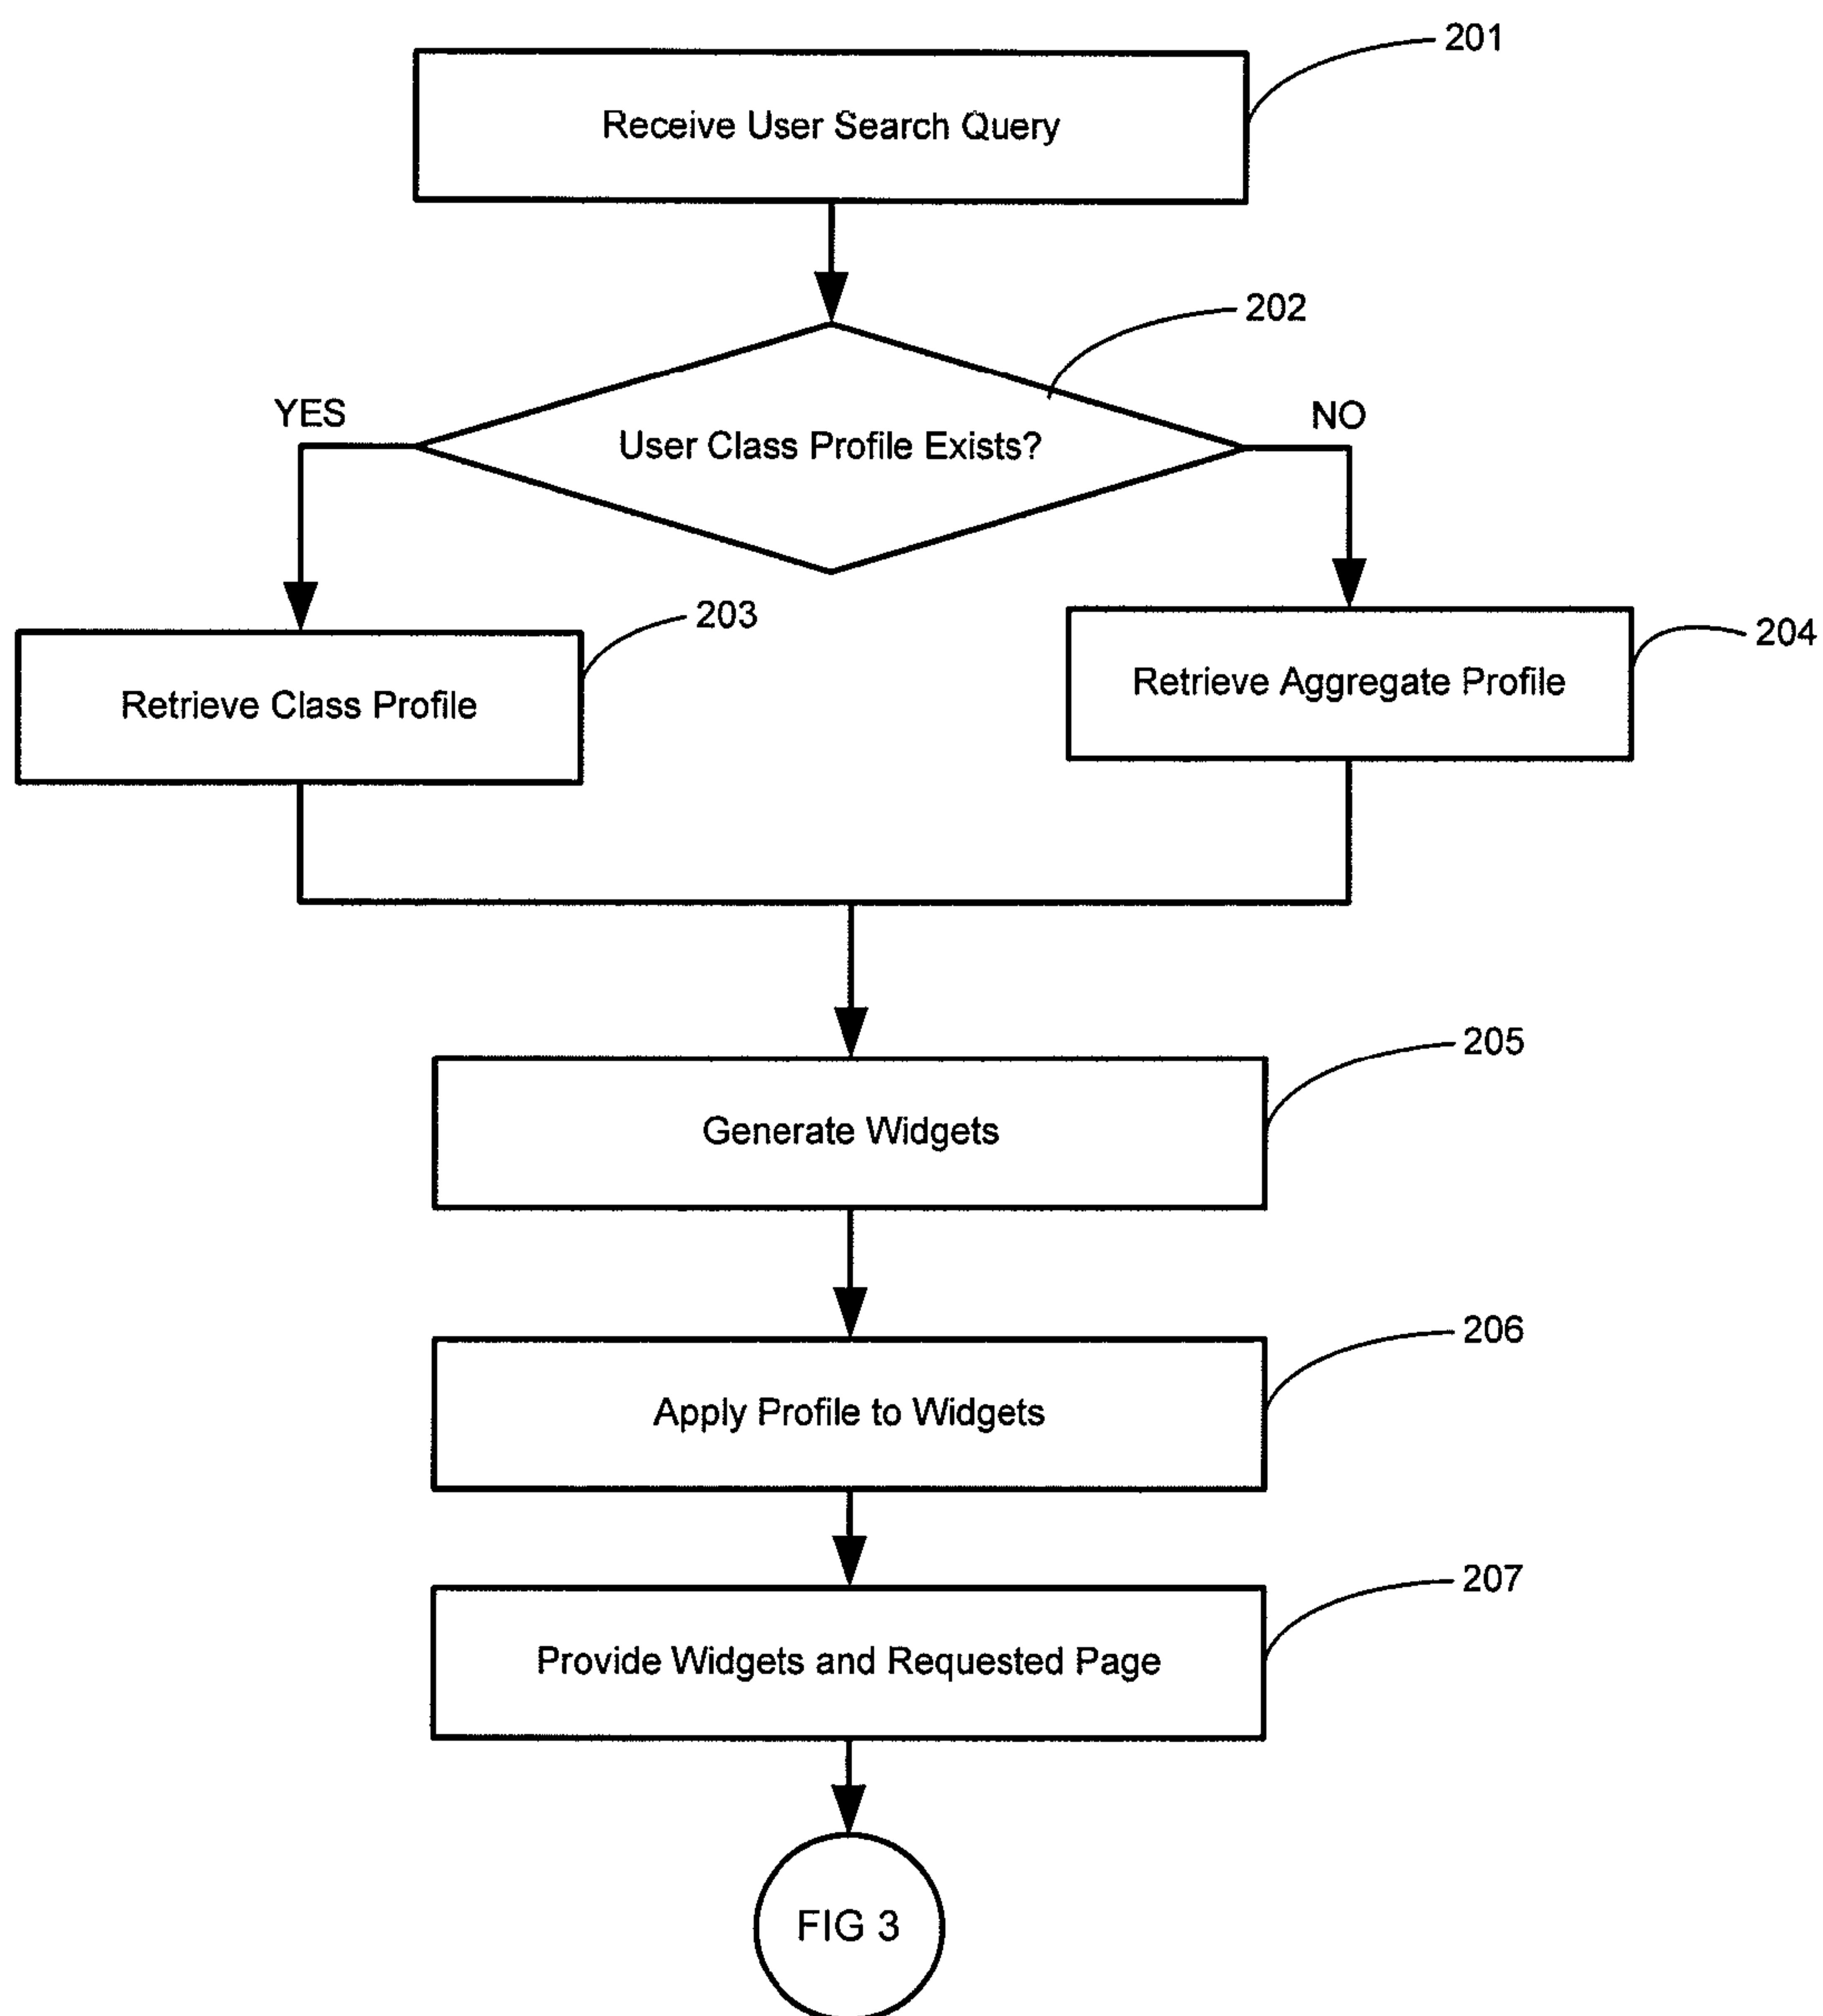 201
Receive User Search Query
202
YES
NO
User Class Profile Exists?
203
204
Retrieve Class Profile
Retrieve Aggregate Profile
205
Generate Widgets
206
Apply Profile to Widgets
207
Provide Widgets and Requested Page
FIG 3